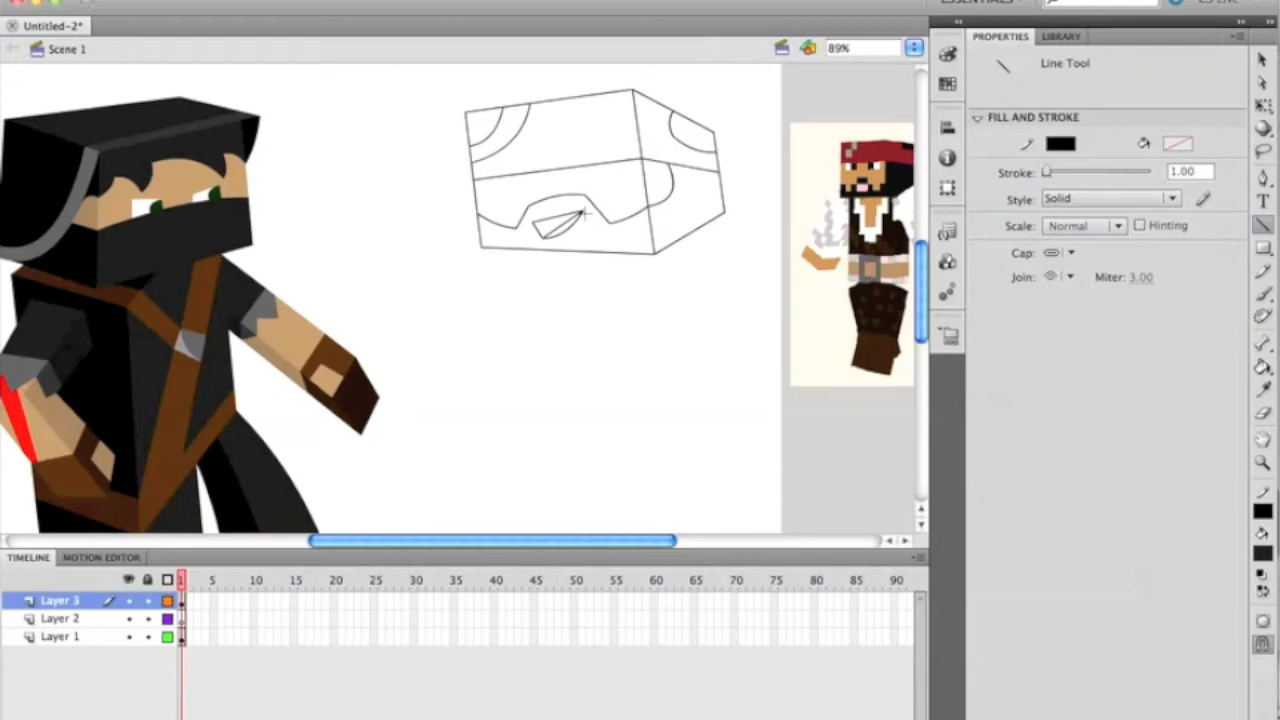 ESSENTIALS
Untitled-2*
Scene 1
89%
PROPERTIES
LIBRARY
Line Tool
FILL AND STROKE
Stroke:
1.00
Style:
Solid
Scale:
Normal
Hinting
Cap:
Join:
Miter: 3.00
T
TIMELINE
MOTION EDITOR
1 5 10 15 20 25 30 35 40 45 50 55 60 65 70 75 80 85 90
Layer 3
Layer 2
Layer 1